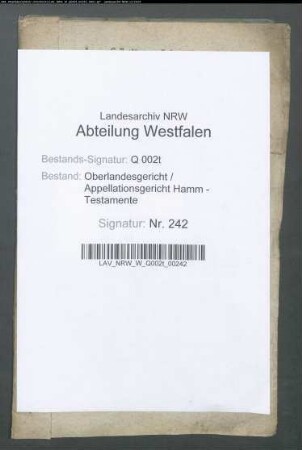 Landesarchiv NRW
Abteilung Westfalen
Bestands-Signatur: Q 002t
Bestand: Oberlandesgericht /
Appellationsgericht Hamm -
Testamente
Signatur: Nr. 242
LAV_NRW_W_Q002t_00242